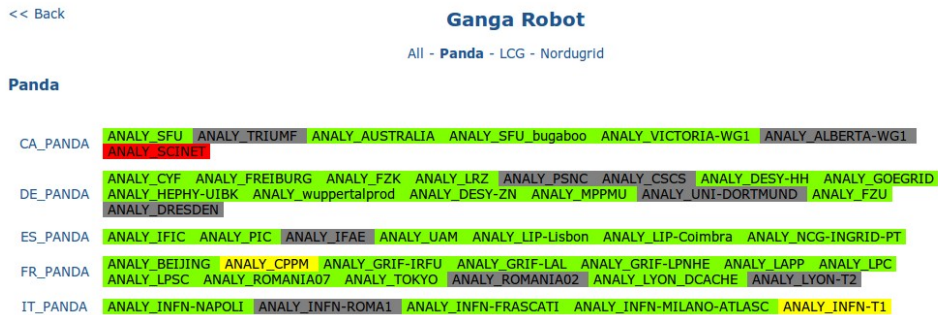 << Back
Ganga Robot
All - Panda - LCG - Nordugrid
Panda
CA_PANDA ANALY_SFU ANALY_TRIUMF ANALY_AUSTRALIA ANALY_SFU_bugaboo ANALY_VICTORIA-WG1 ANALY_ALBERTA-WG1
ANALY_SCINET
DE_PANDA ANALY_CYF ANALY_FREIBURG ANALY_FZK ANALY_LRZ ANALY_PSNC ANALY_CSCS ANALY_DESY-HH ANALY_GOEGRID
ANALY_HEPHY-UIBK ANALY_wuppertalprod ANALY_DESY-ZN ANALY_MPPMU ANALY_UNI-DORTMUND ANALY_FZU
ANALY_DRESDEN
ES_PANDA ANALY_IFIC ANALY_PIC ANALY_IFAE ANALY_UAM ANALY_LIP-Lisbon ANALY_LIP-Coimbra ANALY_NCG-INGRID-PT
FR_PANDA ANALY_BEIJING ANALY_CPPM ANALY_GRIF-IRFU ANALY_GRIF-LAL ANALY_GRIF-LPNHE ANALY_LAPP ANALY_LPC
ANALY_LPSC ANALY_ROMANIA07 ANALY_TOKYO ANALY_ROMANIA02 ANALY_LYON_DCACHE ANALY_LYON-T2
IT_PANDA ANALY_INFN-NAPOLI ANALY_INFN-ROMA1 ANALY_INFN-FRASCATI ANALY_INFN-MILANO-ATLASC ANALY_INFN-T1